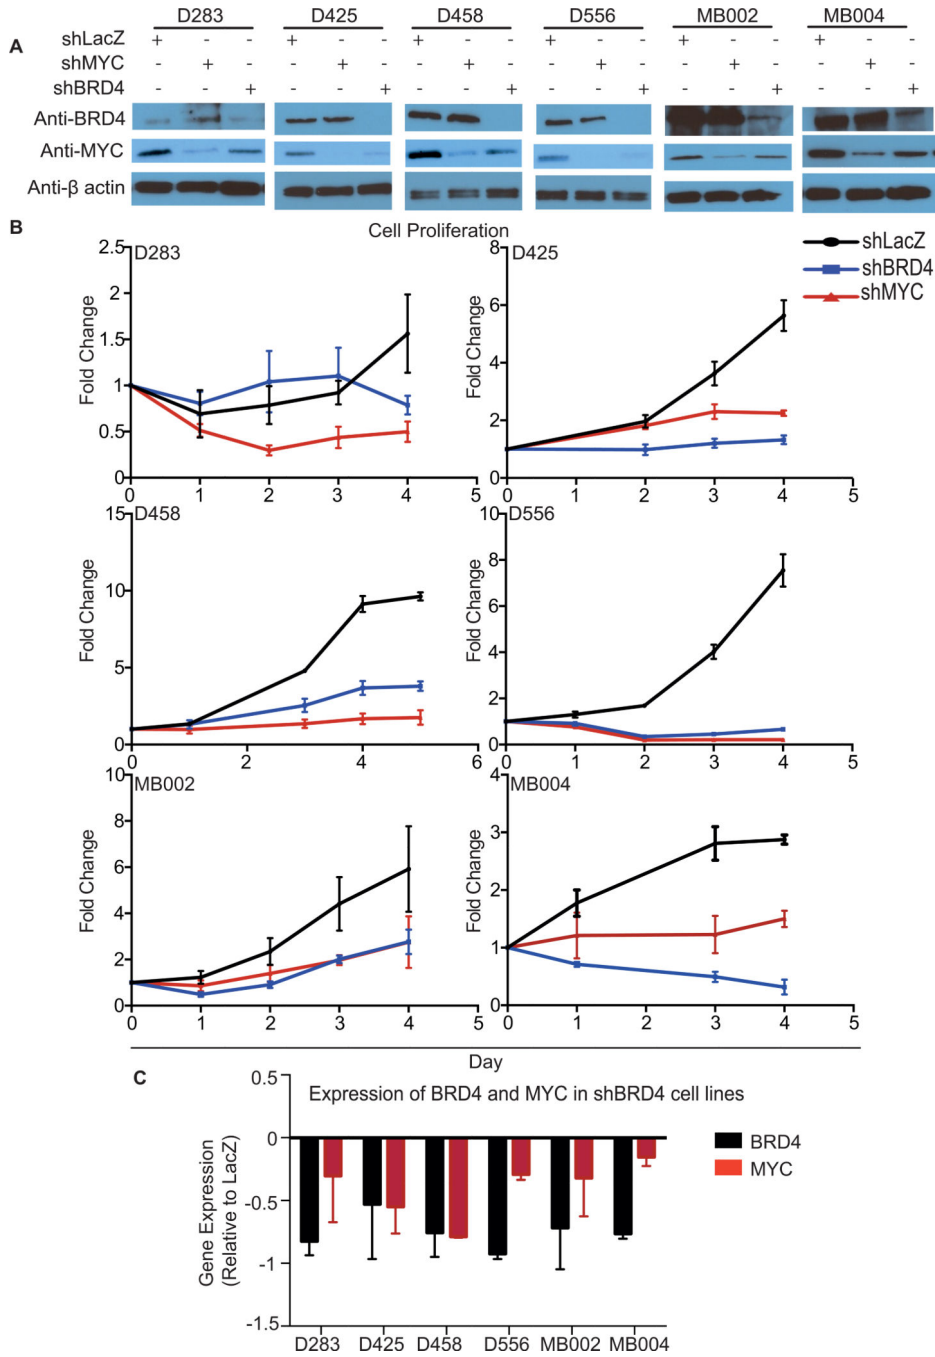 D283 D425 D458 D556 MB002 MB004
A
shLacZ + - - + - - + - - + - - + - - + - -
shMYC - + - - + - - + - - + - - + - - + -
shBRD4 - - + - - + - - + - - + - - + - - +
Anti-BRD4
Anti-MYC
Anti-β actin
B
Cell Proliferation
shLacZ
shBRD4
shMYC
D283
Fold Change
2.5
2.0
1.5
1
0.5
0
0 1 2 3 4 5
D425
Fold Change
8
6
4
2
0
0 1 2 3 4 5
D458
Fold Change
15
10
5
0
0 2 4 6
D556
Fold Change
10
8
6
4
2
0
0 1 2 3 4 5
MB002
Fold Change
10
8
6
4
2
0
0 1 2 3 4 5
MB004
Fold Change
4
3
2
1
0
0 1 2 3 4 5
Day
C
Expression of BRD4 and MYC in shBRD4 cell lines
Gene Expression
(Relative to LacZ)
0.5
0
-0.5
-1
-1.5
BRD4
MYC
D283 D425 D458 D556 MB002 MB004